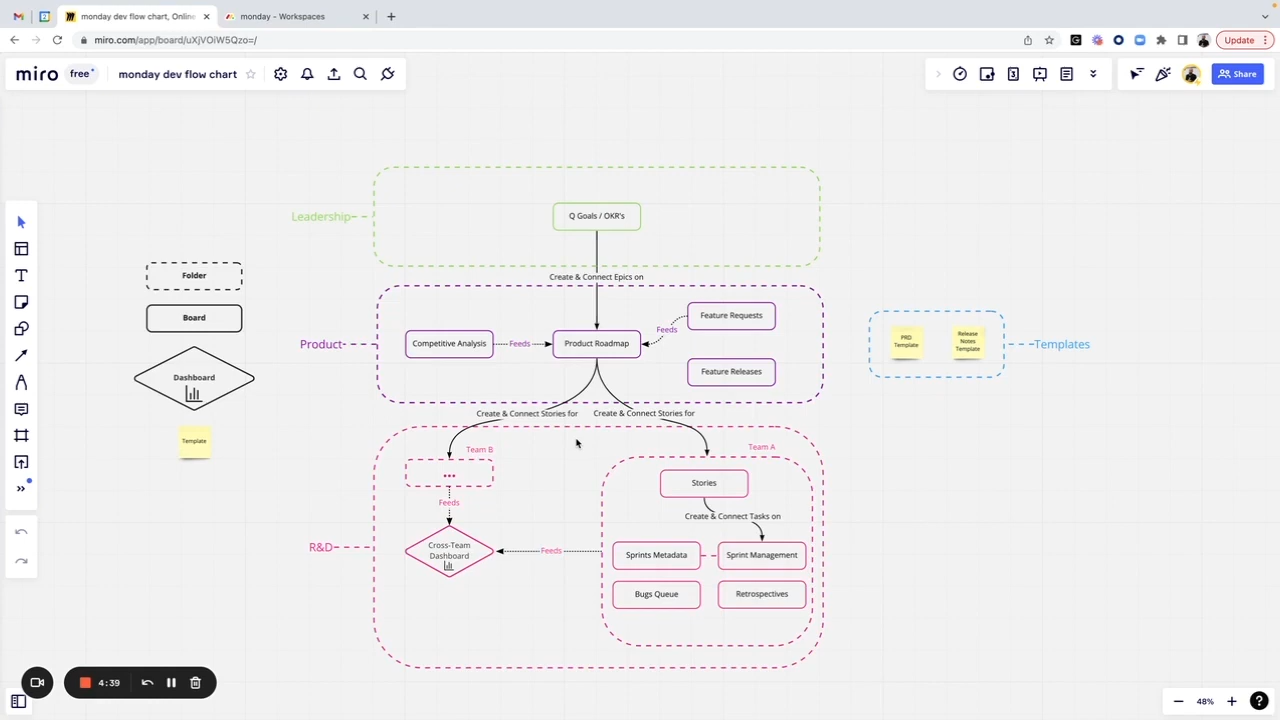 monday dev flow chart, Online
monday - Workspaces
miro.com/app/board/uXjVOiW5Qzo=/
Update
miro
free
monday dev flow chart
3
Share
Leadership
Q Goals / OKR's
Create & Connect Epics on
Folder
Board
Dashboard
Template
Product
Competitive Analysis
Feeds
Product Roadmap
Feeds
Feature Requests
Feature Releases
PRD
Template
Release
Notes
Template
Templates
Create & Connect Stories for
Create & Connect Stories for
Team B
Team A
...
Stories
Feeds
Create & Connect Tasks on
R&D
Cross-Team
Dashboard
Feeds
Sprints Metadata
Sprint Management
Bugs Queue
Retrospectives
4:39
48%